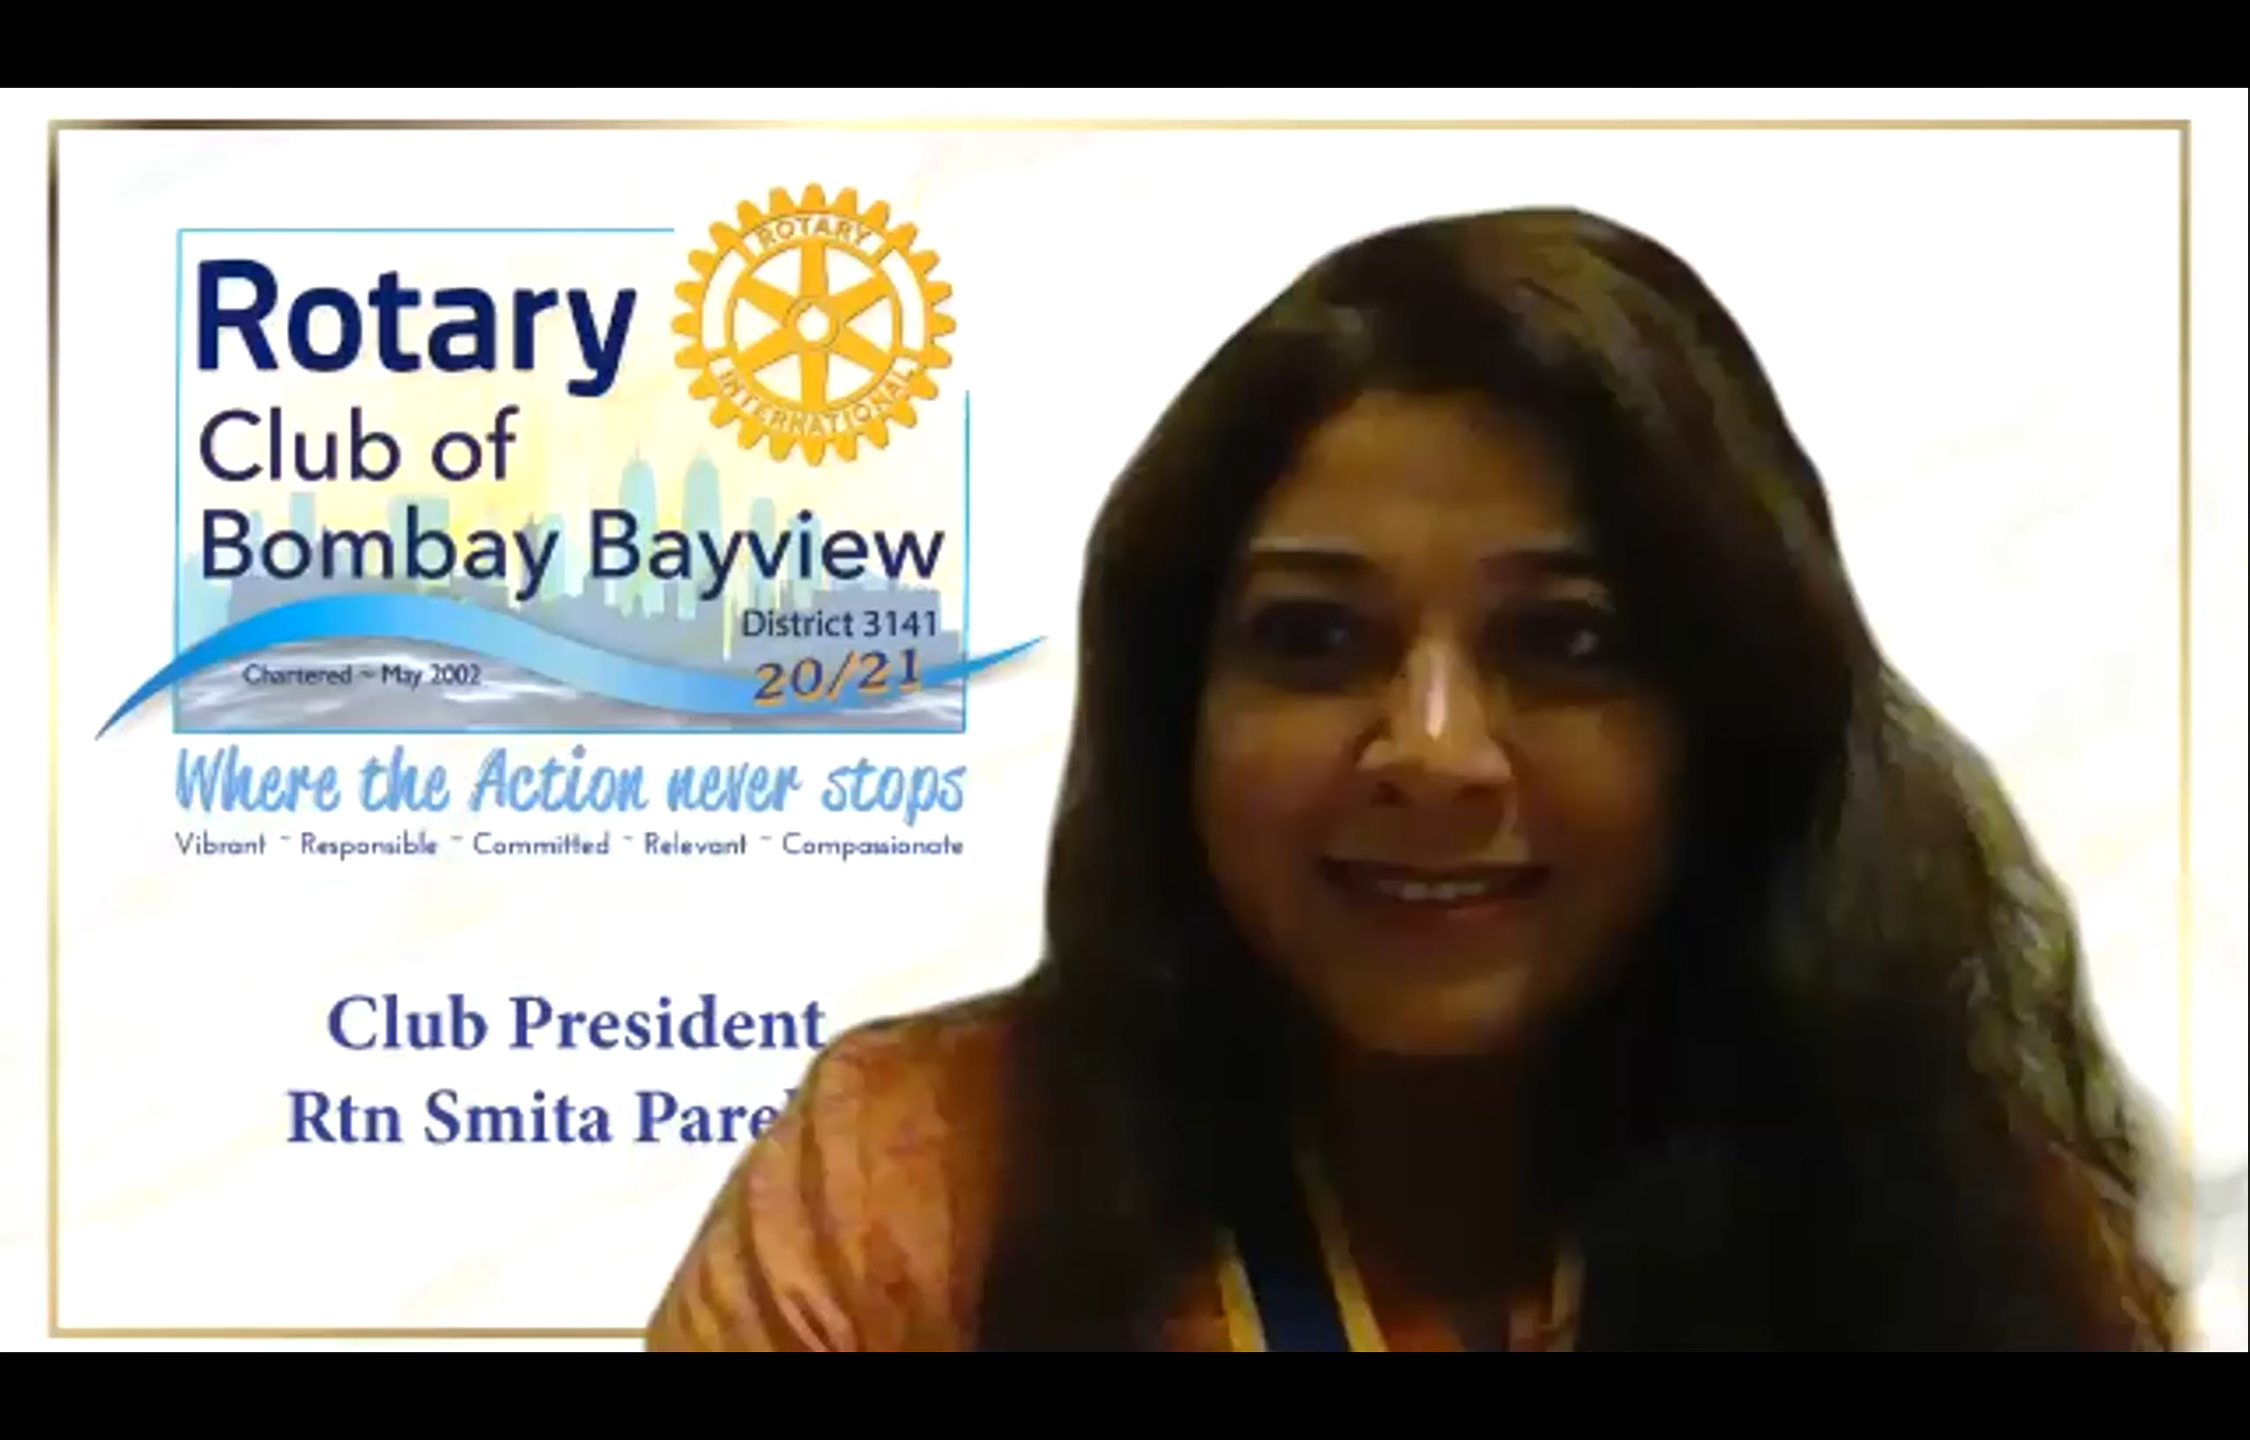 Rotary
ROTARY
INTERNATIONAL
Club of
Bombay Bayview
District 3141
Chartered ~ May 2002
20/21
Where the Action never stops
Vibrant ~ Responsible ~ Committed ~ Relevant ~ Compassionate
Club President
Rtn Smita